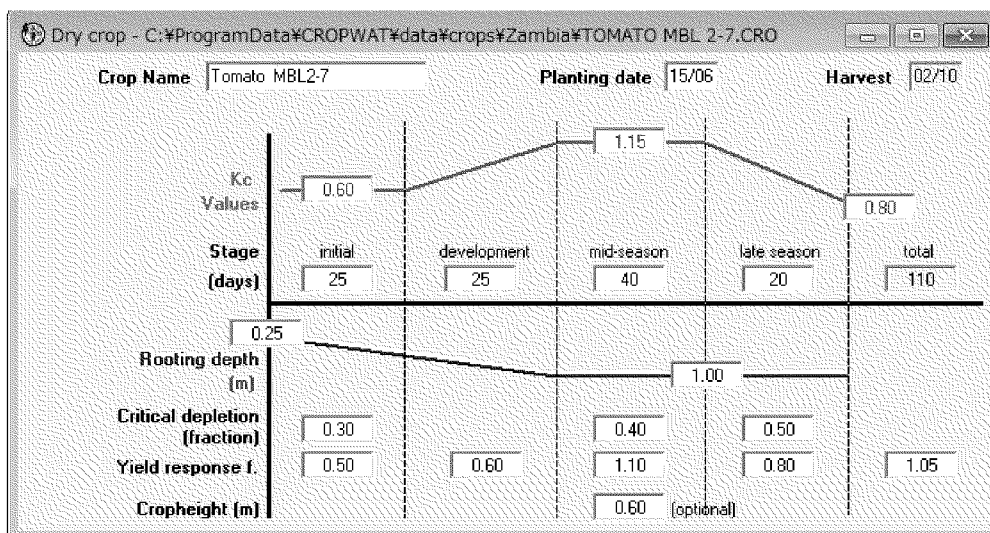 Dry crop - C:¥ProgramData¥CROPWAT¥data¥crops¥Zambia¥TOMATO MBL 2-7.CRO
Crop Name Tomato MBL2-7 Planting date 15/06 Harvest 02/10
1.15
Kc 0.60
Values 0.80
Stage initial development mid-season late season total
(days) 25 25 40 20 110
0.25
Rooting depth
(m) 1.00
Critical depletion
(fraction) 0.30 0.40 0.50
Yield response f. 0.50 0.60 1.10 0.80 1.05
Cropheight (m) 0.60 (optional)